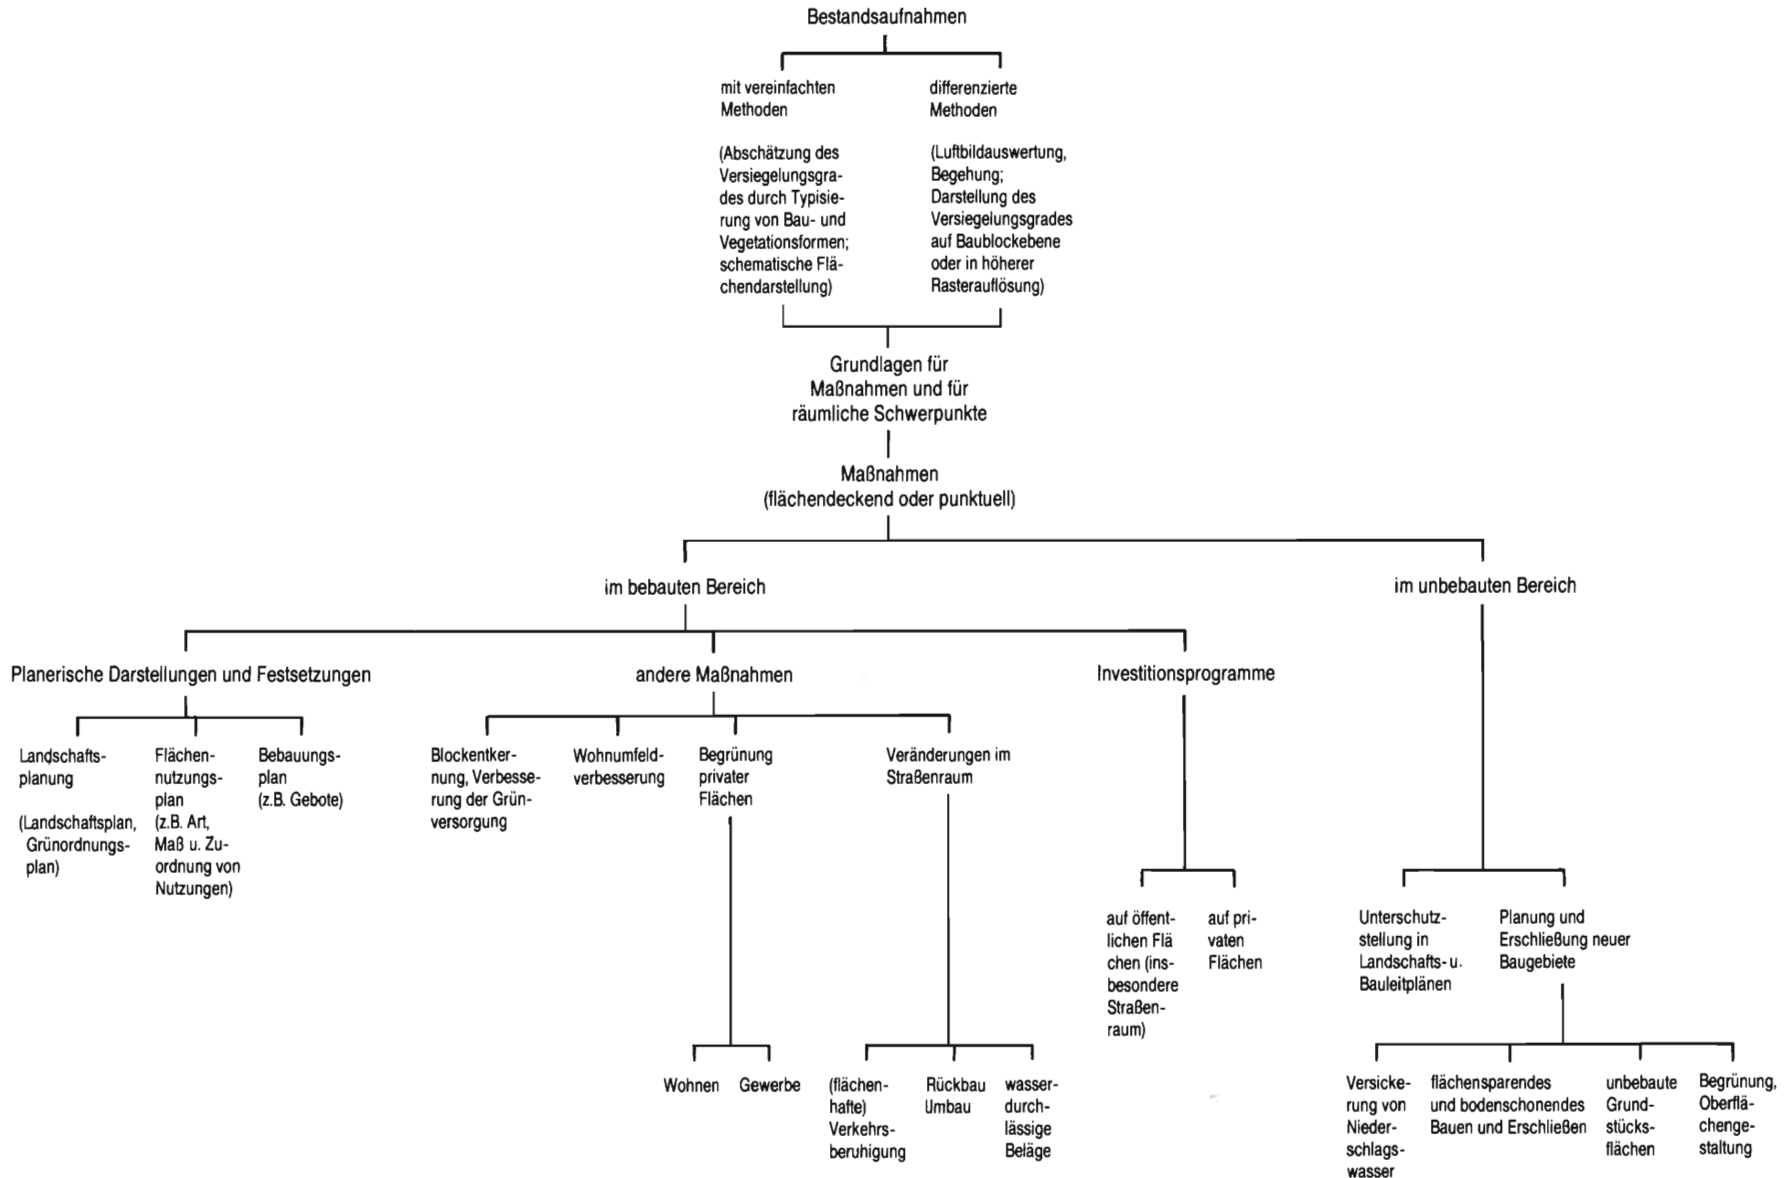 Bestandsaufnahmen
mit vereinfachten
Methoden
(Abschätzung des
Versiegelungsgra-
des durch Typisie-
rung von Bau- und
Vegetationsformen;
schematische Flä-
chendarstellung)
differenzierte
Methoden
(Luftbildauswertung,
Begehung;
Darstellung des
Versiegelungsgrades
auf Baublockebene
oder in höherer
Rasterauflösung)
Grundlagen für
Maßnahmen und für
räumliche Schwerpunkte
Maßnahmen
(flächendeckend oder punktuell)
im bebauten Bereich
im unbebauten Bereich
Planerische Darstellungen und Festsetzungen
andere Maßnahmen
Investitionsprogramme
Landschafts-
planung
(Landschaftsplan,
Grünordnungs-
plan)
Flächen-
nutzungs-
plan
(z.B. Art,
Maß u. Zu-
ordnung von
Nutzungen)
Bebauungs-
plan
(z.B. Gebote)
Blockentker-
nung, Verbesse-
rung der Grün-
versorgung
Wohnumfeld-
verbesserung
Begrünung
privater
Flächen
Veränderungen im
Straßenraum
auf öffent-
lichen Flä
chen (ins-
besondere
Straßen-
raum)
auf pri-
vaten
Flächen
Unterschutz-
stellung in
Landschafts- u.
Bauleitplänen
Planung und
Erschließung neuer
Baugebiete
Wohnen
Gewerbe
(flächen-
hafte)
Verkehrs-
beruhigung
Rückbau
Umbau
wasser-
durch-
lässige
Beläge
Versicke-
rung von
Nieder-
schlags-
wasser
flächensparendes
und bodenschonendes
Bauen und Erschließen
unbebaute
Grund-
stücks-
flächen
Begrünung,
Oberflä-
chenge-
staltung